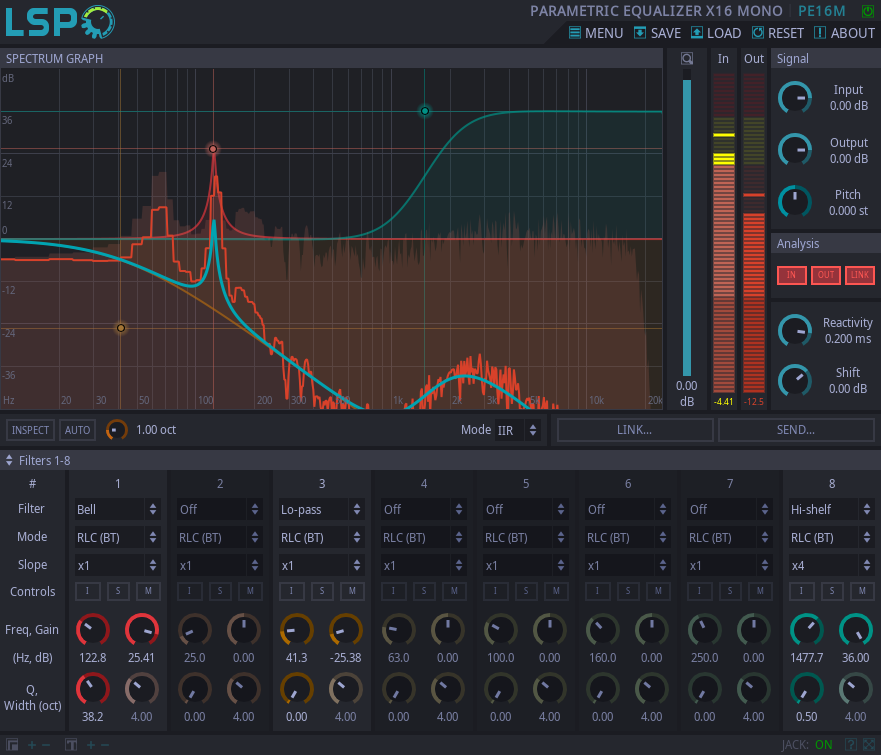 LSP
PARAMETRIC EQUALIZER X16 MONO PE16M
MENU SAVE LOAD RESET ABOUT
SPECTRUM GRAPH
In Out
Signal
dB
36
24
12
0
-12
-24
-36
Hz 20 30 50 100 200 300 1k 2k 3k 5k 10k 20k
0.00
dB
-4.41 -12.5
Input
0.00 dB
Output
0.00 dB
Pitch
0.000 st
Analysis
IN OUT LINK
Reactivity
0.200 ms
Shift
0.00 dB
INSPECT AUTO 1.00 oct Mode IIR LINK... SEND...
Filters 1-8
# 1 2 3 4 5 6 7 8
Filter Bell Off Lo-pass Off Off Off Off Hi-shelf
Mode RLC (BT) RLC (BT) RLC (BT) RLC (BT) RLC (BT) RLC (BT) RLC (BT) RLC (BT)
Slope x1 x1 x1 x1 x1 x1 x1 x4
Controls I S M I S M I S M I S M I S M I S M I S M I S M
Freq, Gain
(Hz, dB) 122.8 25.41 25.0 0.00 41.3 -25.38 63.0 0.00 100.0 0.00 160.0 0.00 250.0 0.00 1477.7 36.00
Q,
Width (oct)
38.2 4.00 0.00 4.00 0.00 4.00 0.00 4.00 0.00 4.00 0.00 4.00 0.00 4.00 0.50 4.00
T + − JACK: ON ?